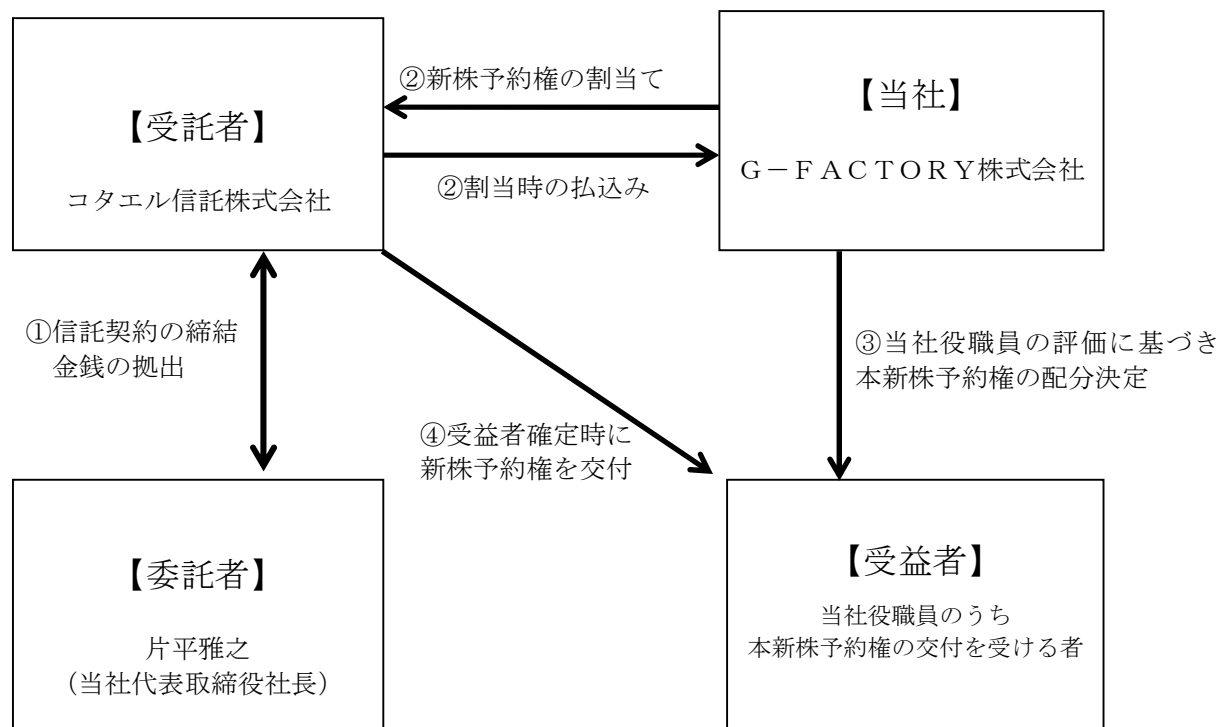 ②新株予約権の割当て
【当社】
【受託者】
G－FACTORY株式会社
②割当時の払込み
コタエル信託株式会社
①信託契約の締結
金銭の拠出
③当社役職員の評価に基づき
本新株予約権の配分決定
④受益者確定時に
新株予約権を交付
【委託者】
【受益者】
片平雅之
（当社代表取締役社長）
当社役職員のうち
本新株予約権の交付を受ける者